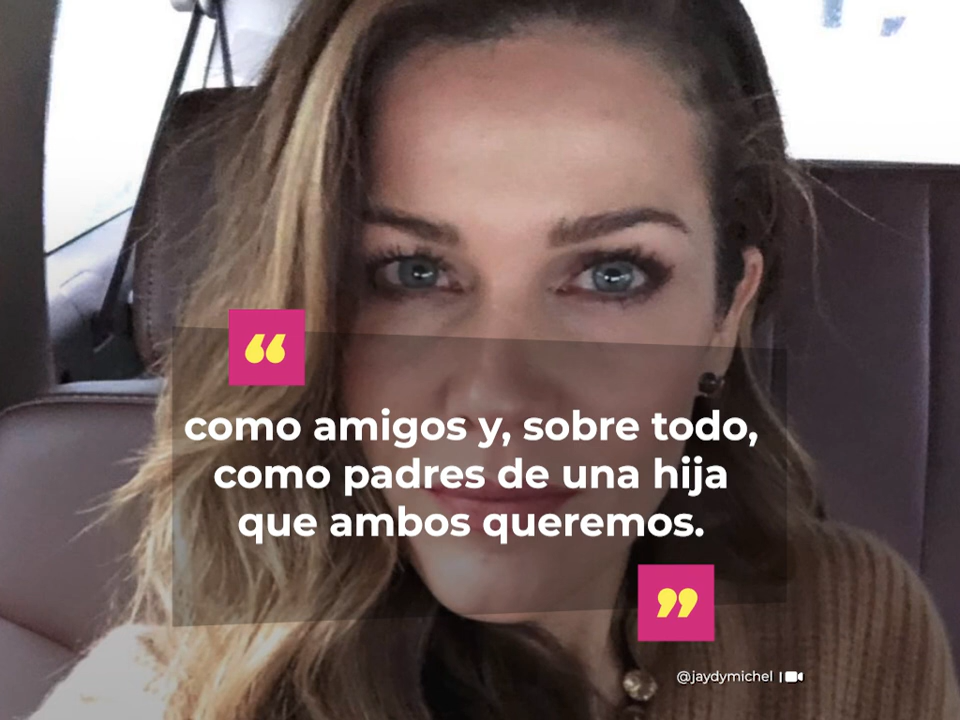 “
como amigos y, sobre todo,
como padres de una hija
que ambos queremos.
”
@jaydymichel |